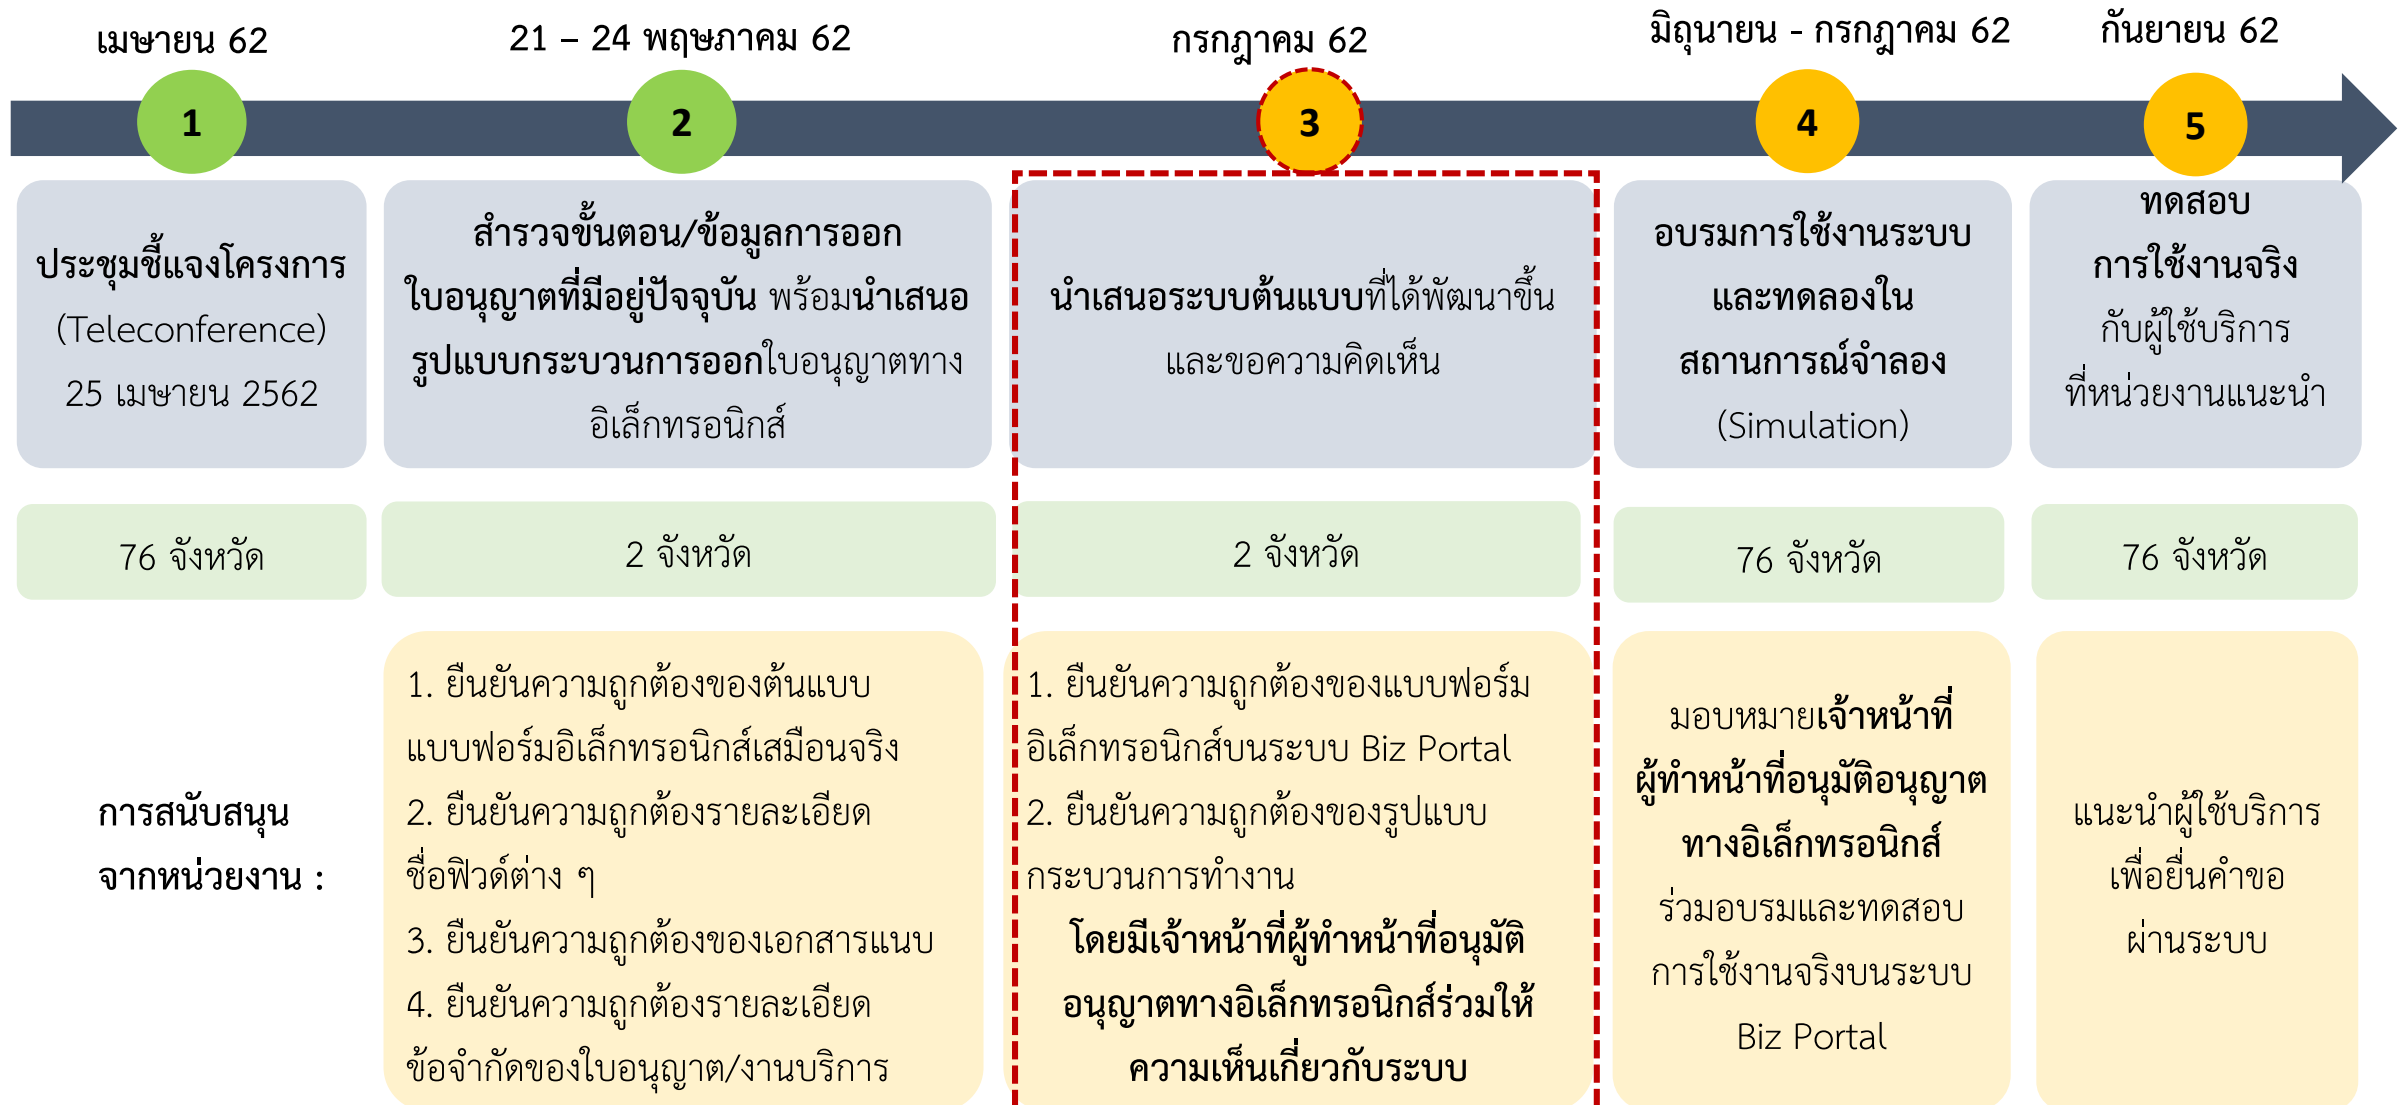 เมษายน 62
21 – 24 พฤษภาคม 62
กรกฎาคม 62
มิถุนายน - กรกฎาคม 62
กันยายน 62
1
2
3
4
5
ประชุมชี้แจงโครงการ
(Teleconference)
25 เมษายน 2562
สำรวจขั้นตอน/ข้อมูลการออก
ใบอนุญาตที่มีอยู่ปัจจุบัน พร้อมนำเสนอ
รูปแบบกระบวนการออกใบอนุญาตทาง
อิเล็กทรอนิกส์
นำเสนอระบบต้นแบบที่ได้พัฒนาขึ้น
และขอความคิดเห็น
อบรมการใช้งานระบบ
และทดลองใน
สถานการณ์จำลอง
(Simulation)
ทดสอบ
การใช้งานจริง
กับผู้ใช้บริการ
ที่หน่วยงานแนะนำ
76 จังหวัด
2 จังหวัด
2 จังหวัด
76 จังหวัด
76 จังหวัด
การสนับสนุน
จากหน่วยงาน :
1. ยืนยันความถูกต้องของต้นแบบ
แบบฟอร์มอิเล็กทรอนิกส์เสมือนจริง
2. ยืนยันความถูกต้องรายละเอียด
ชื่อฟิวด์ต่าง ๆ
3. ยืนยันความถูกต้องของเอกสารแนบ
4. ยืนยันความถูกต้องรายละเอียด
ข้อจำกัดของใบอนุญาต/งานบริการ
1. ยืนยันความถูกต้องของแบบฟอร์ม
อิเล็กทรอนิกส์บนระบบ Biz Portal
2. ยืนยันความถูกต้องของรูปแบบ
กระบวนการทำงาน
โดยมีเจ้าหน้าที่ผู้ทำหน้าที่อนุมัติ
อนุญาตทางอิเล็กทรอนิกส์ร่วมให้
ความเห็นเกี่ยวกับระบบ
มอบหมายเจ้าหน้าที่
ผู้ทำหน้าที่อนุมัติอนุญาต
ทางอิเล็กทรอนิกส์
ร่วมอบรมและทดสอบ
การใช้งานจริงบนระบบ
Biz Portal
แนะนำผู้ใช้บริการ
เพื่อยื่นคำขอ
ผ่านระบบ